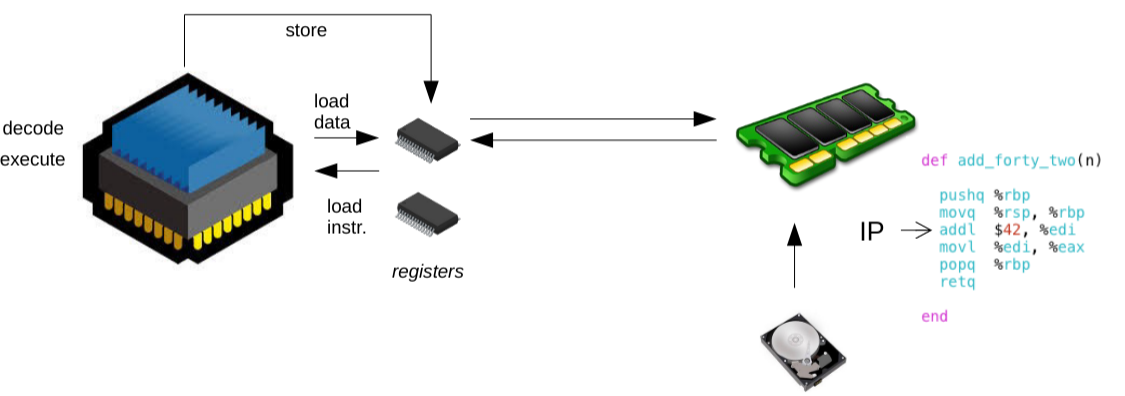 store
load
data
decode
execute
load
instr.
registers
def add_forty_two(n)
pushq %rbp
movq %rsp, %rbp
IP
addl $42, %edi
movl %edi, %eax
popq %rbp
retq
end